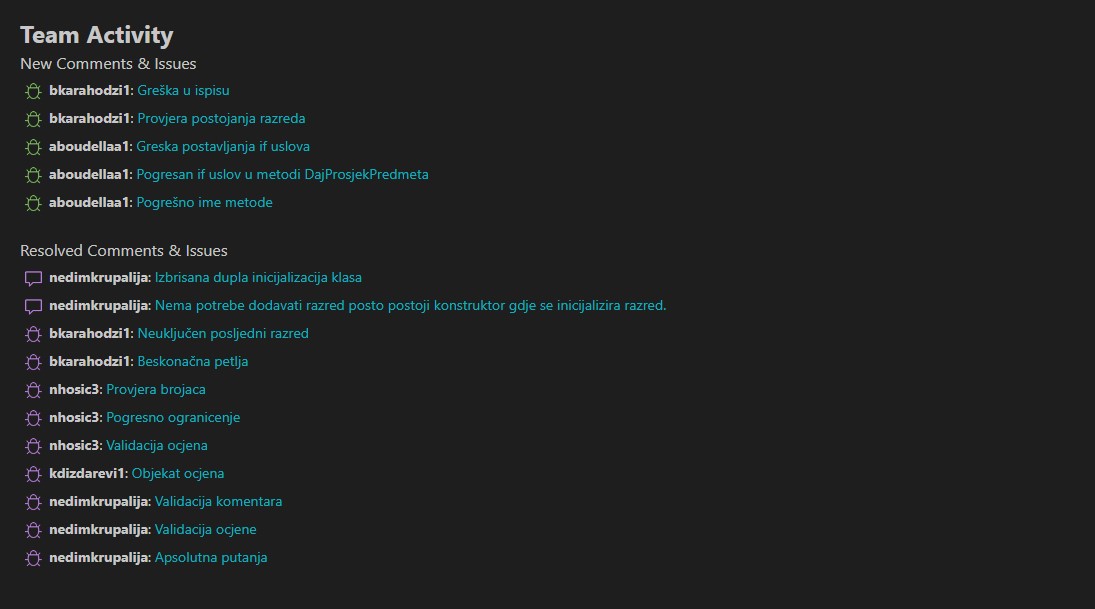 Team Activity
New Comments & Issues
bkarahodzi1: Greška u ispisu
bkarahodzi1: Provjera postojanja razreda
aboudellaa1: Greska postavljanja if uslova
aboudellaa1: Pogresan if uslov u metodi DajProsjekPredmeta
aboudellaa1: Pogrešno ime metode
Resolved Comments & Issues
nedimkrupalija: Izbrisana dupla inicijalizacija klasa
nedimkrupalija: Nema potrebe dodavati razred posto postoji konstruktor gdje se inicijalizira razred.
bkarahodzi1: Neuključen posljedni razred
bkarahodzi1: Beskonačna petlja
nhosic3: Provjera brojaca
nhosic3: Pogresno ogranicenje
nhosic3: Validacija ocjena
kdizdarevi1: Objekat ocjena
nedimkrupalija: Validacija komentara
nedimkrupalija: Validacija ocjene
nedimkrupalija: Apsolutna putanja